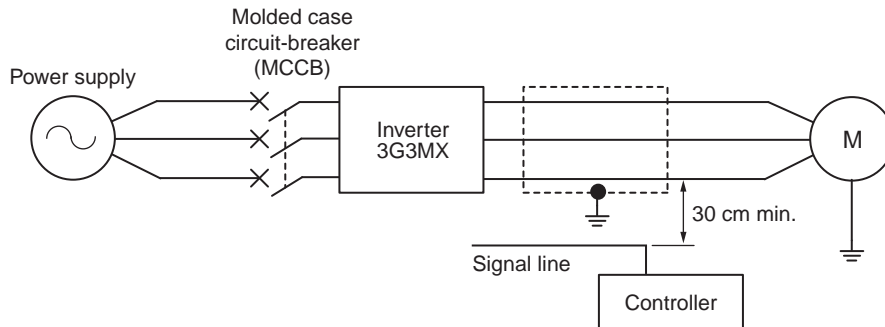 Molded case
circuit-breaker
(MCCB)
Power supply
Inverter
3G3MX
M
30 cm min.
Signal line
Controller